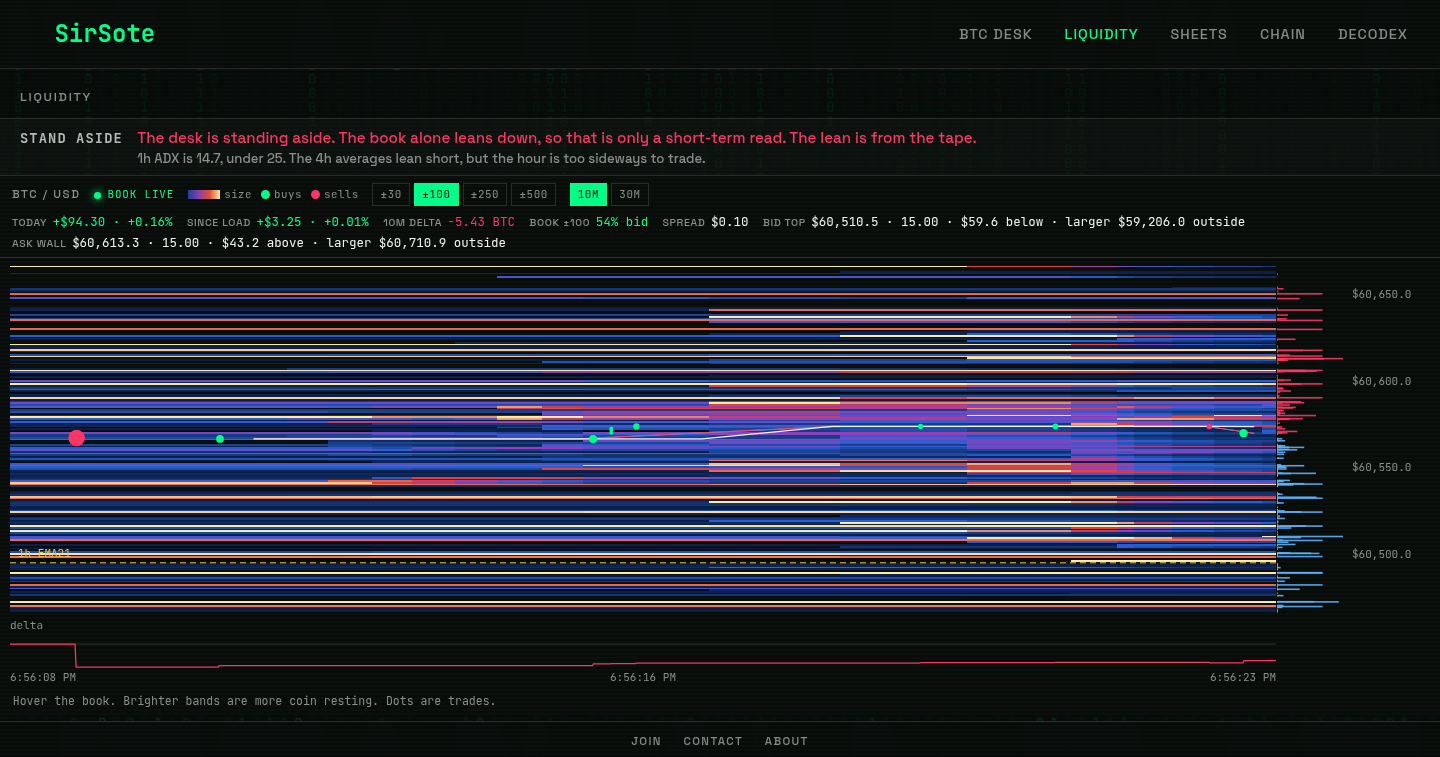 SirSote
BTC DESK LIQUIDITY SHEETS CHAIN DECODEX
LIQUIDITY
STAND ASIDE The desk is standing aside. The book alone leans down, so that is only a short-term read. The lean is from the tape.
1h ADX is 14.7, under 25. The 4h averages lean short, but the hour is too sideways to trade.
BTC / USD BOOK LIVE size buys sells ±30 ±100 ±250 ±500 10M 30M
TODAY +$94.30 · +0.16% SINCE LOAD +$3.25 · +0.01% 10M DELTA -5.43 BTC BOOK ±100 54% bid SPREAD $0.10 BID TOP $60,510.5 · 15.00 · $59.6 below · larger $59,206.0 outside
ASK WALL $60,613.3 · 15.00 · $43.2 above · larger $60,710.9 outside
$60,650.0
$60,600.0
$60,550.0
1h EMA21
$60,500.0
delta
6:56:08 PM 6:56:16 PM 6:56:23 PM
Hover the book. Brighter bands are more coin resting. Dots are trades.
JOIN CONTACT ABOUT